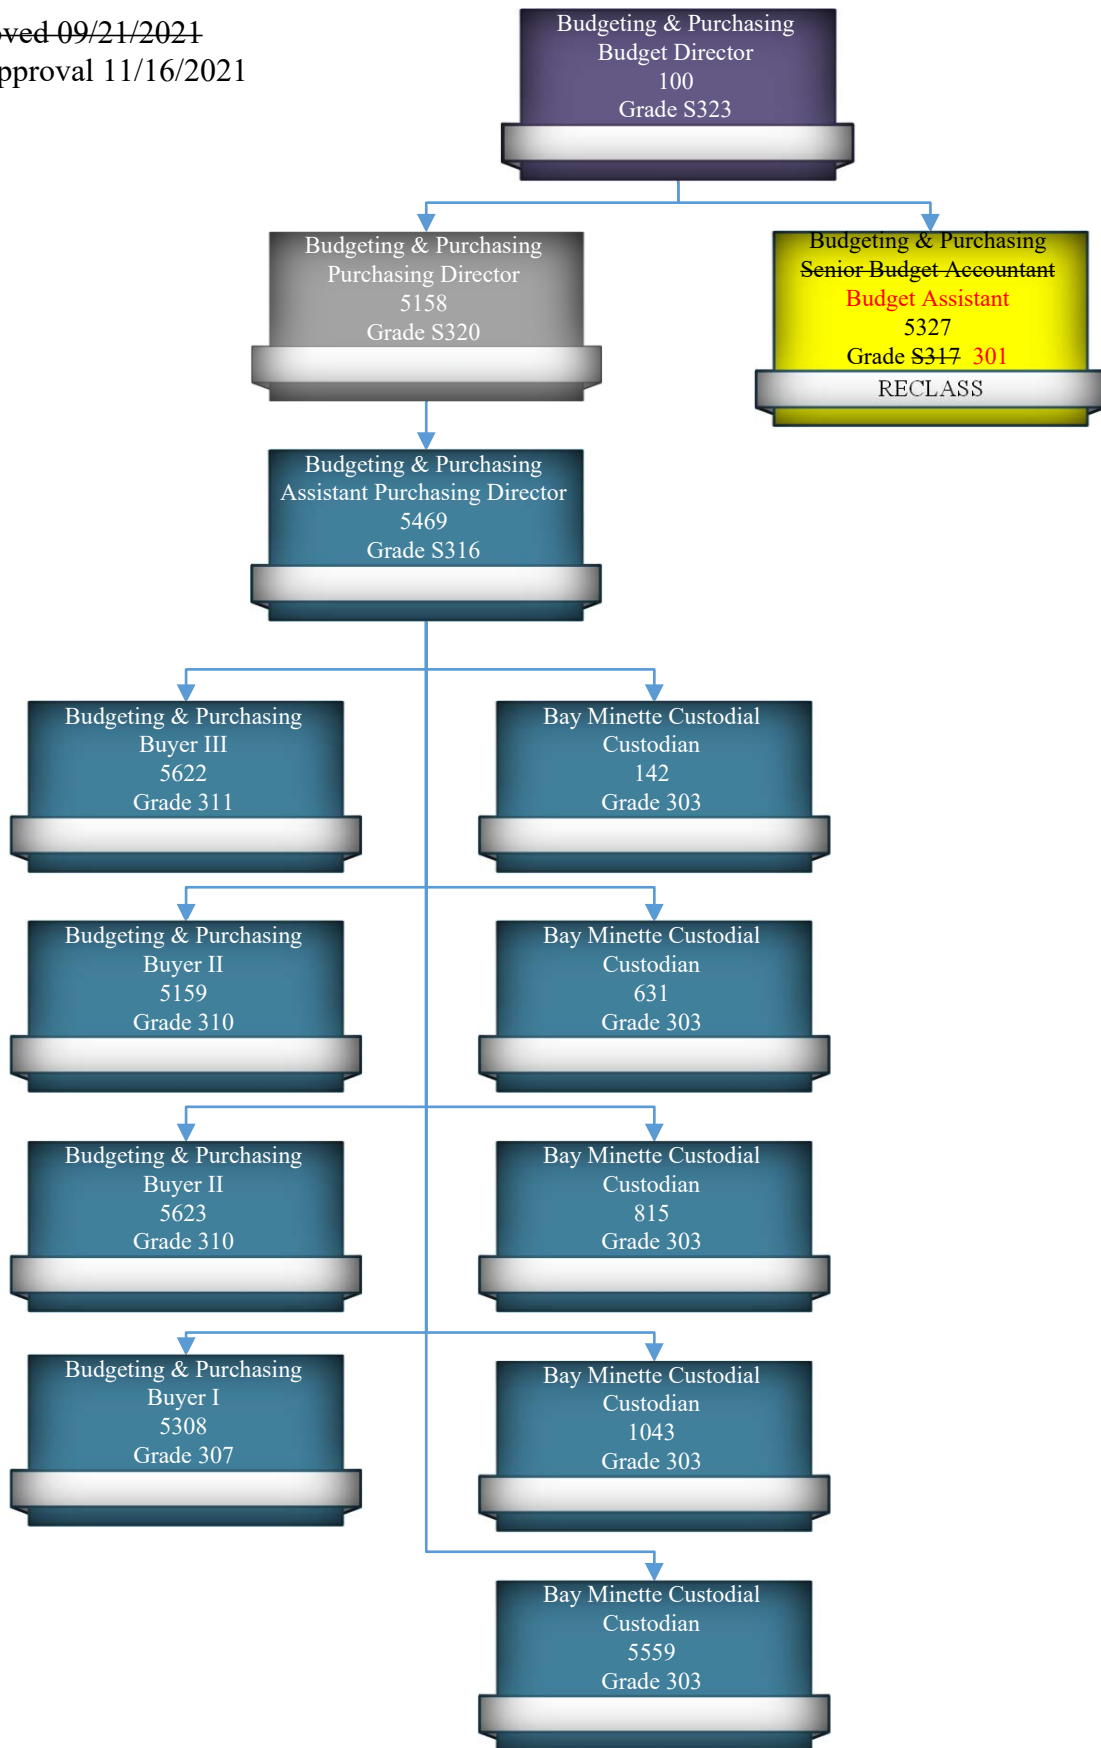 09/21/2021
11/16/2021
Budgeting & Purchasing
Budget Director
100
Grade S323
Budgeting & Purchasing
Purchasing Director
5158
Grade S320
Budgeting & Purchasing
Senior Budget Accountant
Budget Assistant
5327
Grade S317 301
RECLASS
Budgeting & Purchasing
Assistant Purchasing Director
5469
Grade S316
Budgeting & Purchasing
Buyer III
5622
Grade 311
Bay Minette Custodial
Custodian
142
Grade 303
Budgeting & Purchasing
Buyer II
5159
Grade 310
Bay Minette Custodial
Custodian
631
Grade 303
Budgeting & Purchasing
Buyer II
5623
Grade 310
Bay Minette Custodial
Custodian
815
Grade 303
Budgeting & Purchasing
Buyer I
5308
Grade 307
Bay Minette Custodial
Custodian
1043
Grade 303
Bay Minette Custodial
Custodian
5559
Grade 303